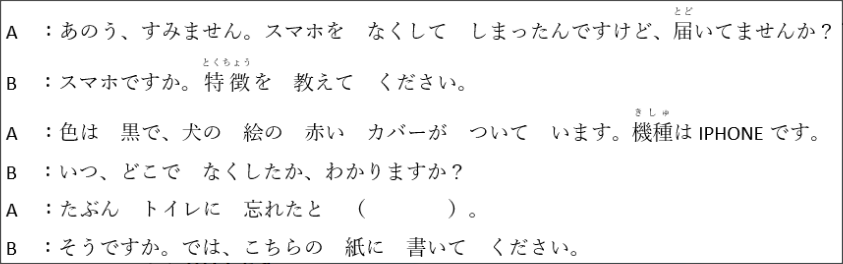 A ：あのう、すみません。スマホを　なくして　しまったんですけど、届いてませんか？
B ：スマホですか。特徴を　教えて　ください。
A ：色は　黒で、犬の　絵の　赤い　カバーが　ついて　います。機種は IPHONE です。
B ：いつ、どこで　なくしたか、わかりますか？
A ：たぶん　トイレに　忘れたと　（　　　　）。
B ：そうですか。では、こちらの　紙に　書いて　ください。